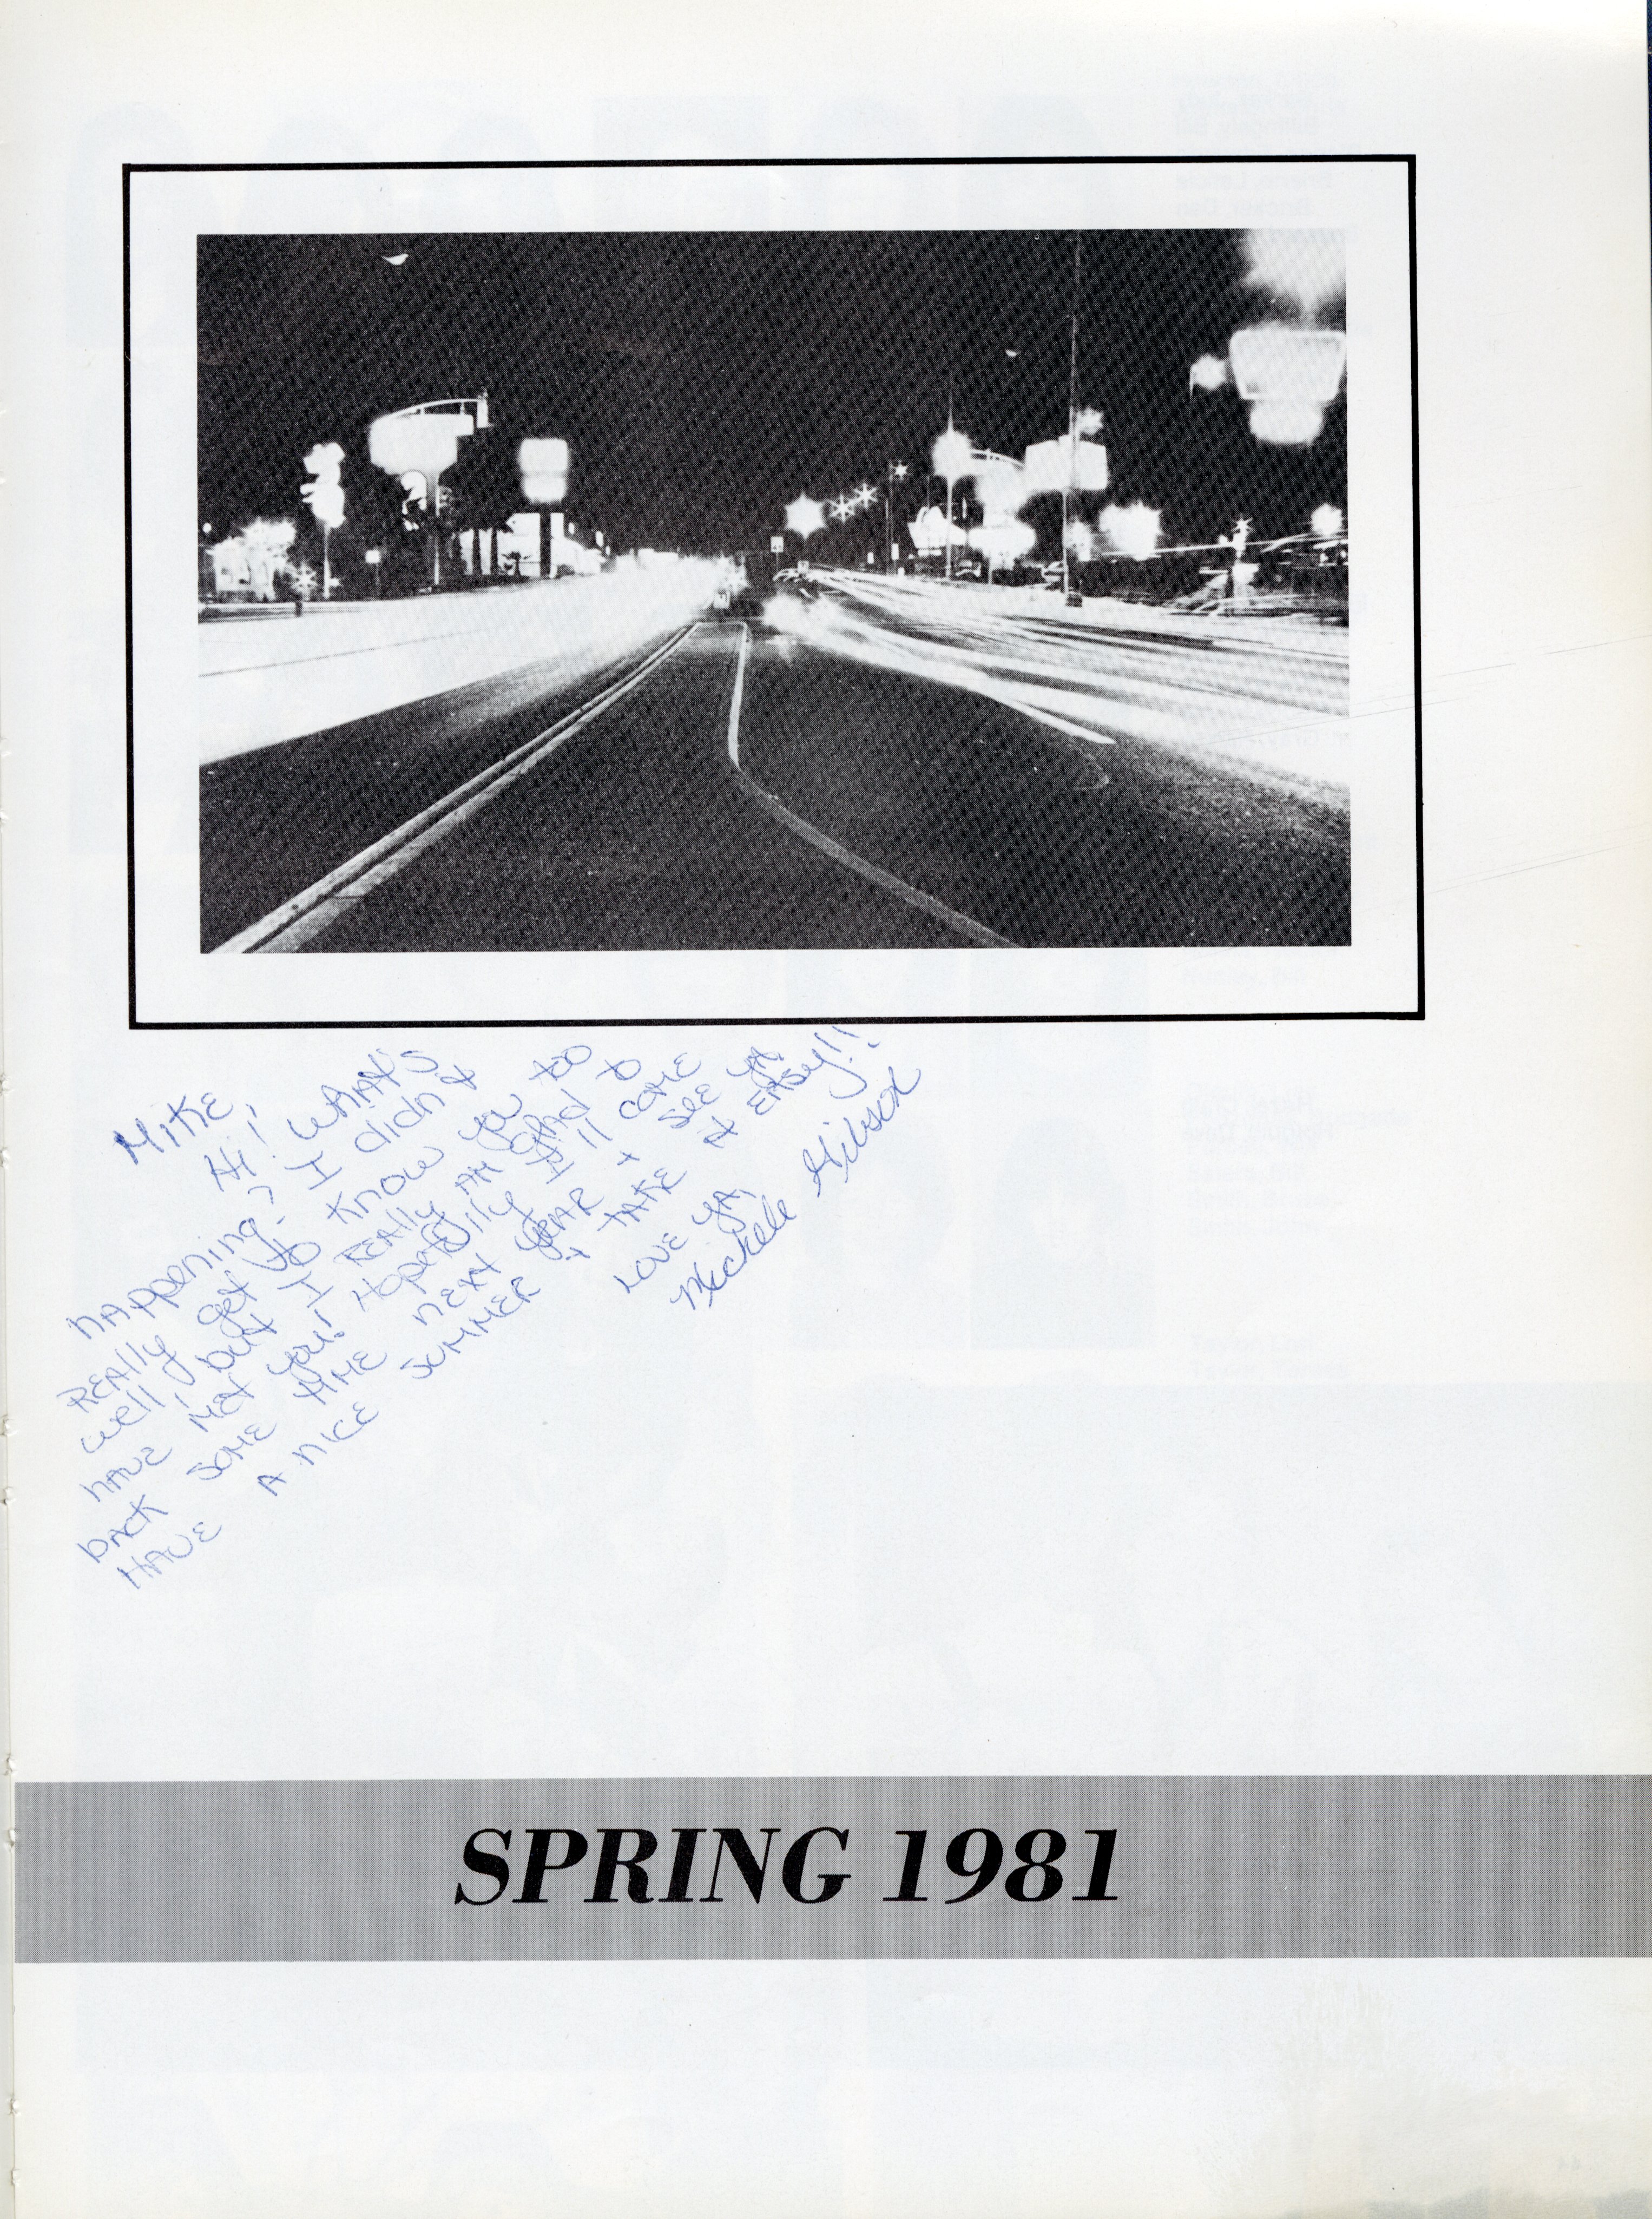 MIKE,
Hi! WHAT'S
happening? I didn't
REAlly get to know you too
well, but I REAlly AM glad to
hAVE MET you! HopEfully I'll COME
bACK SOME TIME nEXT yEAR + SEE YA.
HAVE A nICE SUMMER + TAKE it EASy!!
LOVE YA,
Michele Gibson
SPRING 1981